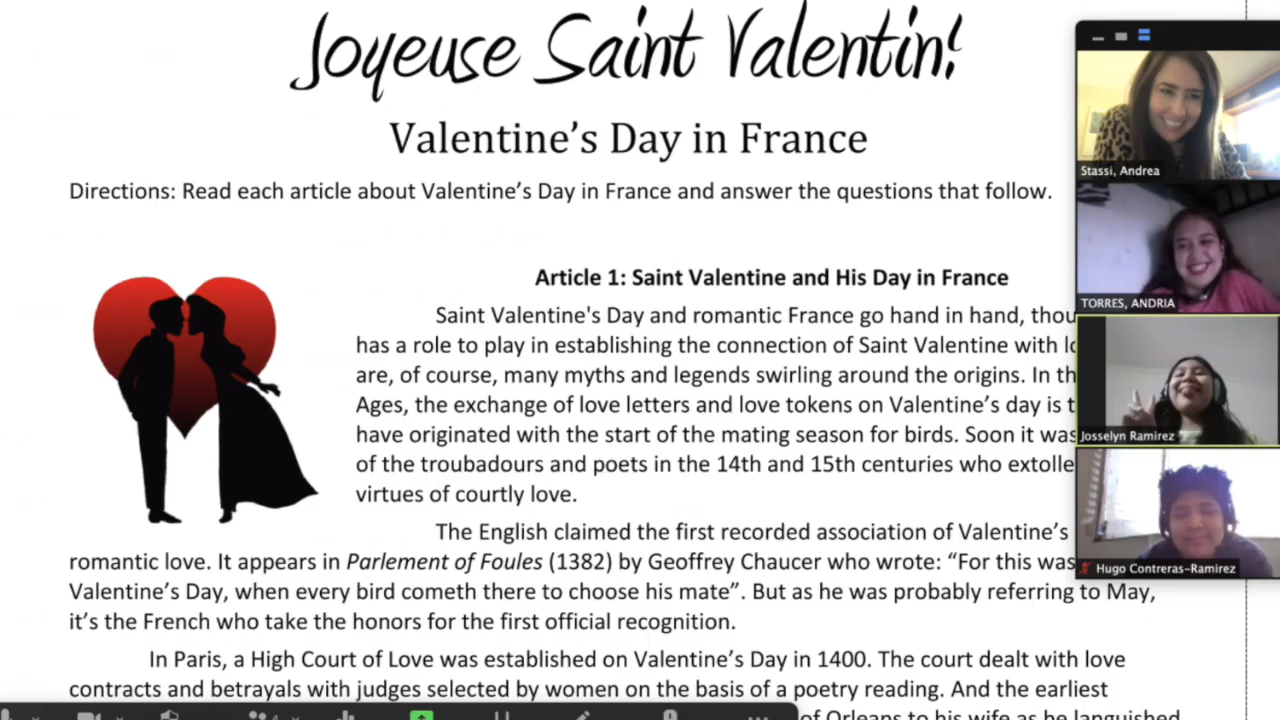 Joyeuse Saint Valentin!
Valentine’s Day in France
Directions: Read each article about Valentine’s Day in France and answer the questions that follow.
Article 1: Saint Valentine and His Day in France
Saint Valentine's Day and romantic France go hand in hand, thou
has a role to play in establishing the connection of Saint Valentine with lo
are, of course, many myths and legends swirling around the origins. In th
Ages, the exchange of love letters and love tokens on Valentine’s day is t
have originated with the start of the mating season for birds. Soon it was
of the troubadours and poets in the 14th and 15th centuries who extolle
virtues of courtly love.
The English claimed the first recorded association of Valentine’s
romantic love. It appears in Parlement of Foules (1382) by Geoffrey Chaucer who wrote: “For this was
Valentine’s Day, when every bird cometh there to choose his mate”. But as he was probably referring to May,
it’s the French who take the honors for the first official recognition.
In Paris, a High Court of Love was established on Valentine’s Day in 1400. The court dealt with love
contracts and betrayals with judges selected by women on the basis of a poetry reading. And the earliest
of Orleans to his wife as he languished
Stassi, Andrea
TORRES, ANDRIA
Josselyn Ramirez
Hugo Contreras-Ramirez